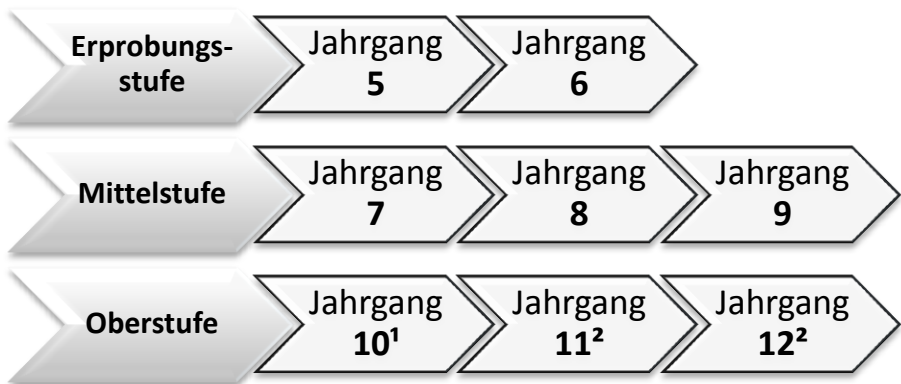 Erprobungs-
stufe
Jahrgang
5
Jahrgang
6
Mittelstufe
Jahrgang
7
Jahrgang
8
Jahrgang
9
Oberstufe
Jahrgang
10¹
Jahrgang
11²
Jahrgang
12²